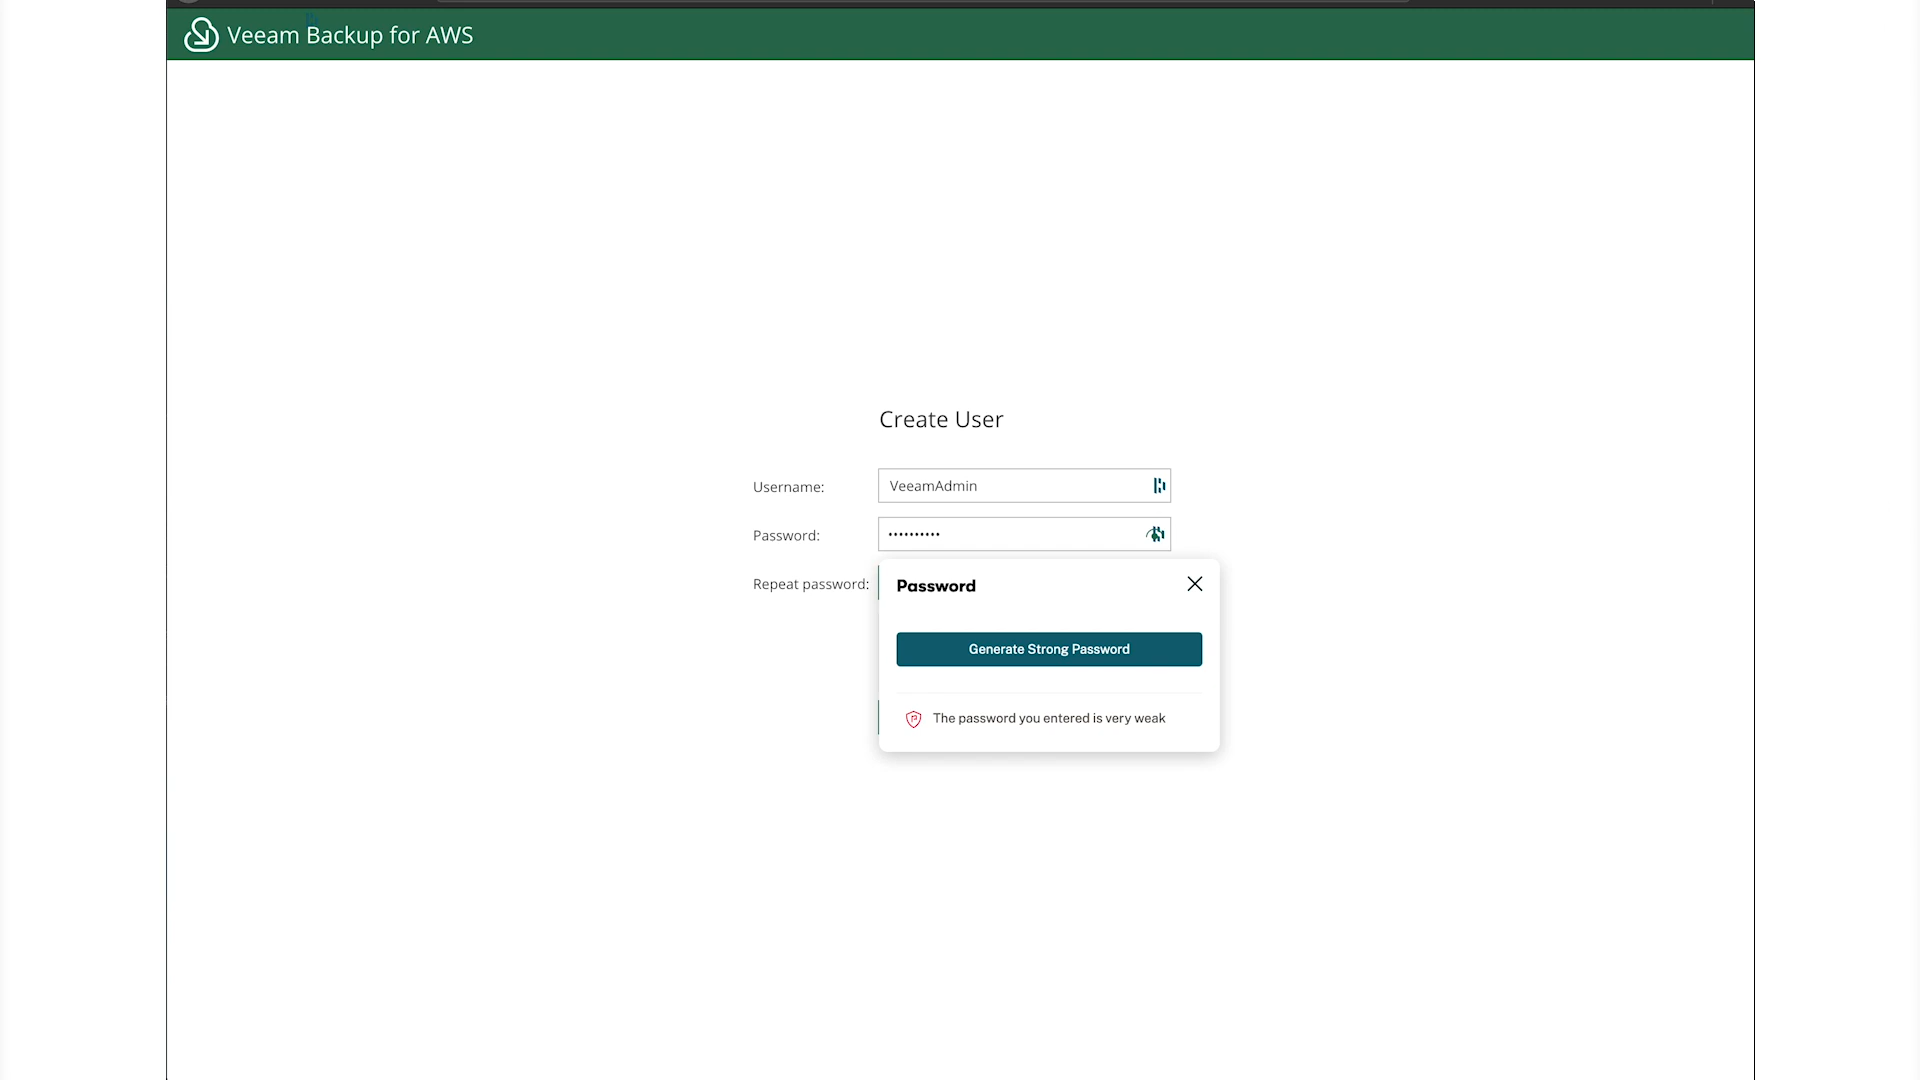 Veeam Backup for AWS
Create User
Username:
VeeamAdmin
Password:
••••••••••
Repeat password:
Password
Generate Strong Password
The password you entered is very weak